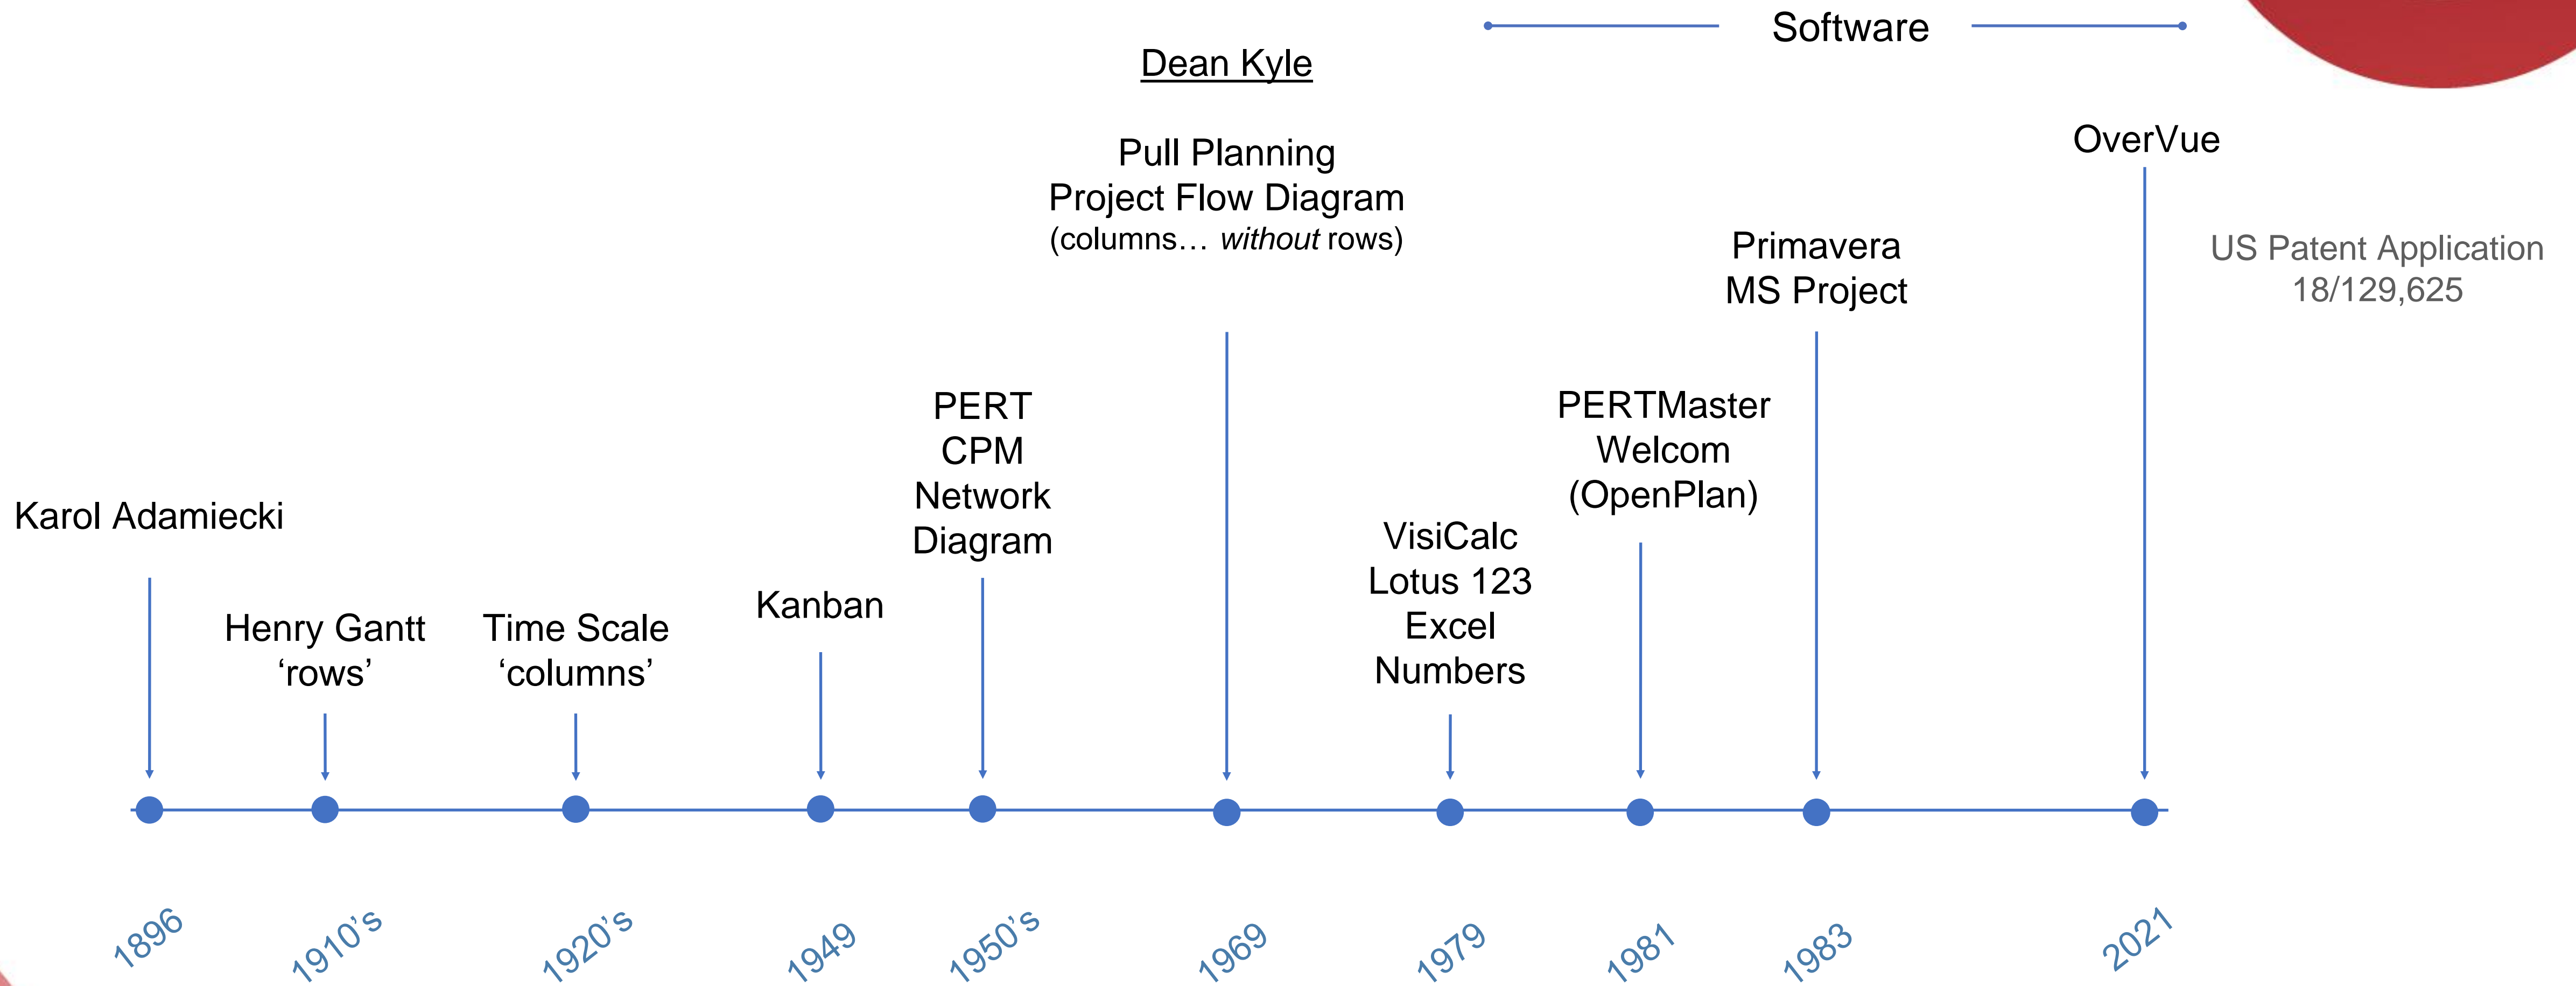 Software
Dean Kyle
Pull Planning
Project Flow Diagram
(columns… without rows)
OverVue
US Patent Application
18/129,625
Primavera
MS Project
PERT
CPM
Network
Diagram
PERTMaster
Welcom
(OpenPlan)
Karol Adamiecki
Henry Gantt
‘rows’
Time Scale
‘columns’
Kanban
VisiCalc
Lotus 123
Excel
Numbers
1896
1910’s
1920’s
1949
1950’s
1969
1979
1981
1983
2021